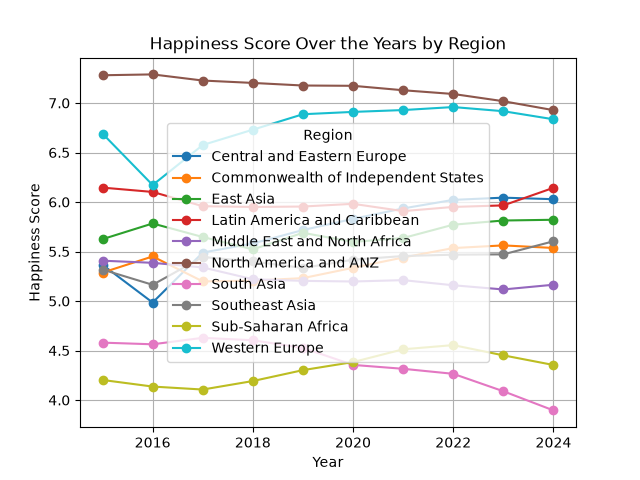 Happiness Score Over the Years by Region
7.0
6.5
6.0
5.5
5.0
4.5
4.0
Happiness Score
Region
Central and Eastern Europe
Commonwealth of Independent States
East Asia
Latin America and Caribbean
Middle East and North Africa
North America and ANZ
South Asia
Southeast Asia
Sub-Saharan Africa
Western Europe
2016 2018 2020 2022 2024
Year